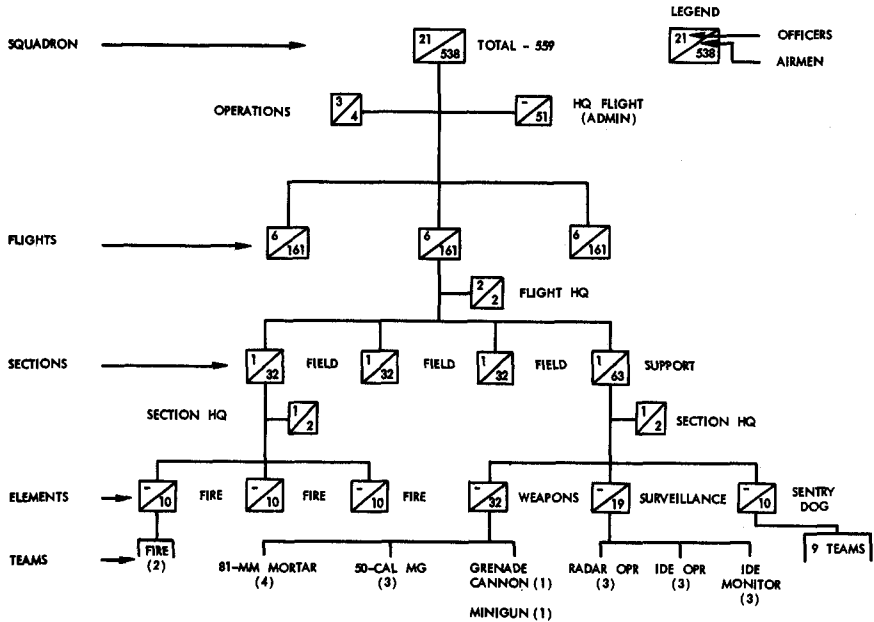 LEGEND
SQUADRON
21
538
TOTAL - 559
21
538
OFFICERS
AIRMEN
OPERATIONS
3
4
-
51
HQ FLIGHT
(ADMIN)
FLIGHTS
6
161
6
161
6
161
2
2
FLIGHT HQ
SECTIONS
1
32
FIELD
1
32
FIELD
1
32
FIELD
1
63
SUPPORT
SECTION HQ
1
2
1
2
SECTION HQ
ELEMENTS
-
10
FIRE
-
10
FIRE
-
10
FIRE
-
32
WEAPONS
-
19
SURVEILLANCE
-
10
SENTRY
DOG
TEAMS
FIRE
(2)
81-MM MORTAR
(4)
50-CAL MG
(3)
GRENADE
CANNON (1)
MINIGUN (1)
RADAR OPR
(3)
IDE OPR
(3)
IDE
MONITOR
(3)
9 TEAMS